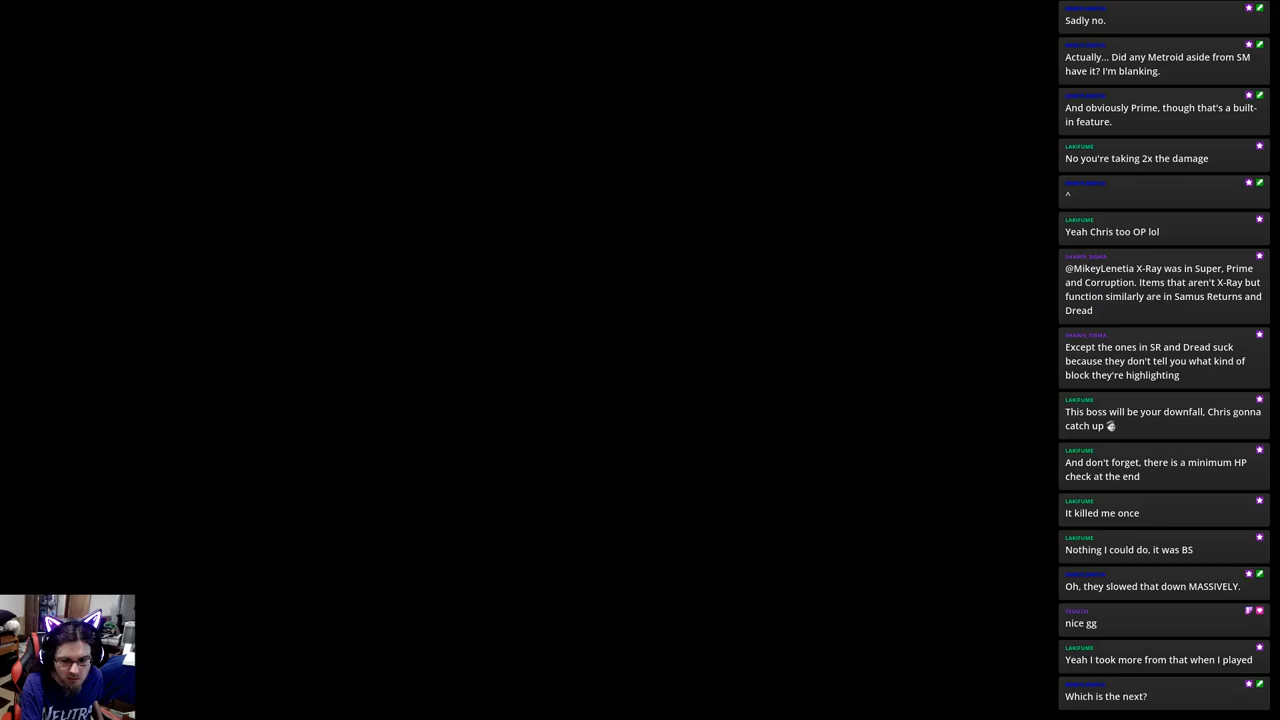 Sadly no.
Actually... Did any Metroid aside from SM
have it? I'm blanking.
And obviously Prime, though that's a built-
in feature.
LAKIFUME
No you're taking 2x the damage
^
LAKIFUME
Yeah Chris too OP lol
SHAWN_SIGMA
@MikeyLenetia X-Ray was in Super, Prime
and Corruption. Items that aren't X-Ray but
function similarly are in Samus Returns and
Dread
SHAWN_SIGMA
Except the ones in SR and Dread suck
because they don't tell you what kind of
block they're highlighting
LAKIFUME
This boss will be your downfall, Chris gonna
catch up
LAKIFUME
And don't forget, there is a minimum HP
check at the end
LAKIFUME
It killed me once
LAKIFUME
Nothing I could do, it was BS
Oh, they slowed that down MASSIVELY.
nice gg
LAKIFUME
Yeah I took more from that when I played
Which is the next?